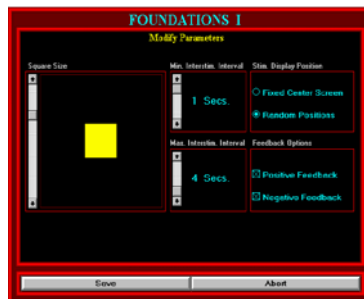 FOUNDATIONS I
Modify Parameters
Square Size
Min. Interstim. Interval
1 Secs.
Stim. Display Position
Fixed Center Screen
Random Positions
Max. Interstim. Interval
4 Secs.
Feedback Options
Positive Feedback
Negative Feedback
Save
Abort